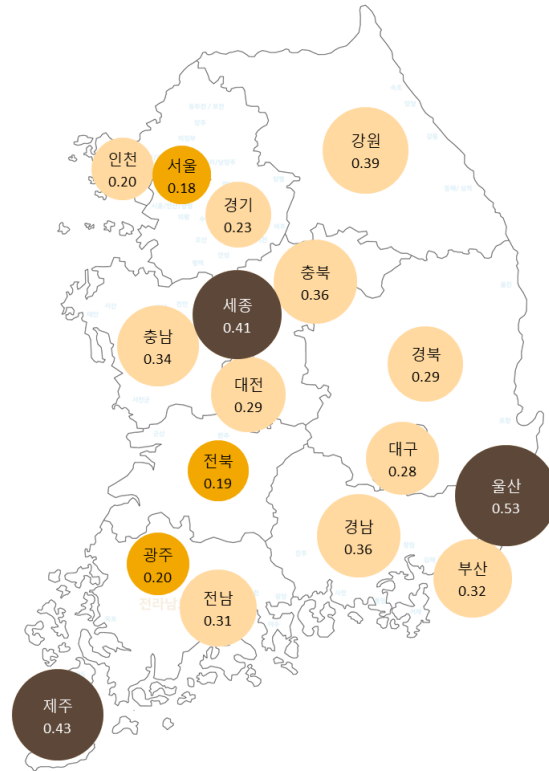 강원
0.39
인천
0.20
서울
0.18
경기
0.23
충북
0.36
세종
0.41
충남
0.34
경북
0.29
대전
0.29
대구
0.28
전북
0.19
울산
0.53
경남
0.36
광주
0.20
부산
0.32
전남
0.31
제주
0.43